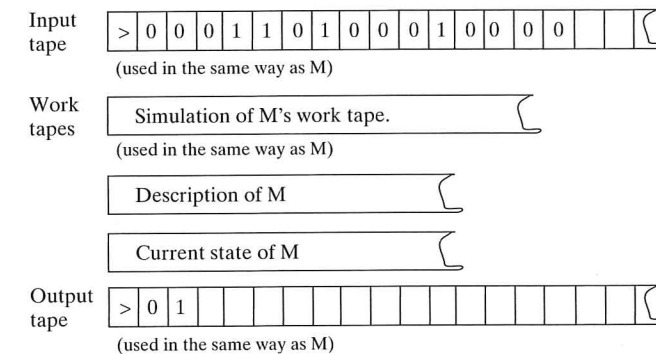 Input tape
> 0 0 0 1 1 0 1 0 0 0 1 0 0 0 0
(used in the same way as M)
Work tapes
Simulation of M's work tape.
(used in the same way as M)
Description of M
Current state of M
Output tape
> 0 1
(used in the same way as M)